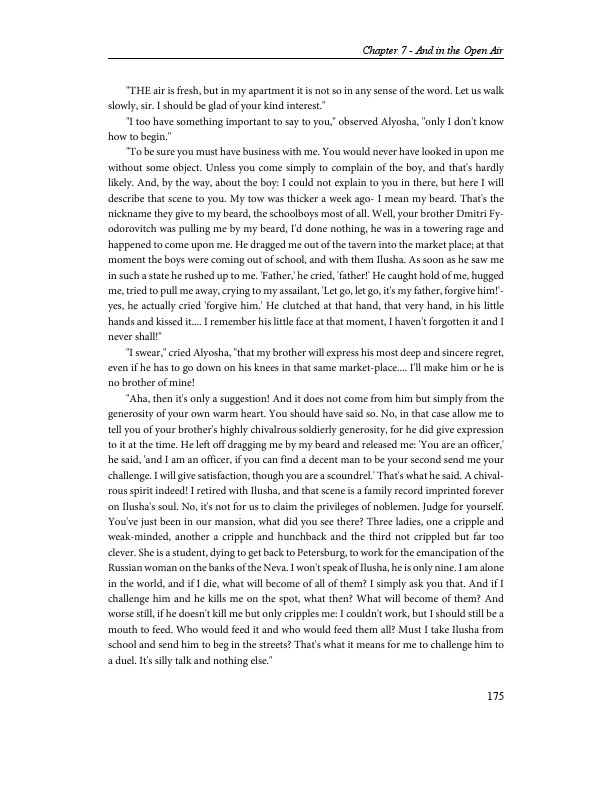 Chapter 7 - And in the Open Air
"THE air is fresh, but in my apartment it is not so in any sense of the word. Let us walk
slowly, sir. I should be glad of your kind interest."
"I too have something important to say to you," observed Alyosha, "only I don't know
how to begin."
"To be sure you must have business with me. You would never have looked in upon me
without some object. Unless you come simply to complain of the boy, and that's hardly
likely. And, by the way, about the boy: I could not explain to you in there, but here I will
describe that scene to you. My tow was thicker a week ago- I mean my beard. That's the
nickname they give to my beard, the schoolboys most of all. Well, your brother Dmitri Fy-
odorovitch was pulling me by my beard, I'd done nothing, he was in a towering rage and
happened to come upon me. He dragged me out of the tavern into the market place; at that
moment the boys were coming out of school, and with them Ilusha. As soon as he saw me
in such a state he rushed up to me. 'Father,' he cried, 'father!' He caught hold of me, hugged
me, tried to pull me away, crying to my assailant, 'Let go, let go, it's my father, forgive him!'-
yes, he actually cried 'forgive him.' He clutched at that hand, that very hand, in his little
hands and kissed it.... I remember his little face at that moment, I haven't forgotten it and I
never shall!"
"I swear," cried Alyosha, "that my brother will express his most deep and sincere regret,
even if he has to go down on his knees in that same market-place.... I'll make him or he is
no brother of mine!
"Aha, then it's only a suggestion! And it does not come from him but simply from the
generosity of your own warm heart. You should have said so. No, in that case allow me to
tell you of your brother's highly chivalrous soldierly generosity, for he did give expression
to it at the time. He left off dragging me by my beard and released me: 'You are an officer,'
he said, 'and I am an officer, if you can find a decent man to be your second send me your
challenge. I will give satisfaction, though you are a scoundrel.' That's what he said. A chival-
rous spirit indeed! I retired with Ilusha, and that scene is a family record imprinted forever
on Ilusha's soul. No, it's not for us to claim the privileges of noblemen. Judge for yourself.
You've just been in our mansion, what did you see there? Three ladies, one a cripple and
weak-minded, another a cripple and hunchback and the third not crippled but far too
clever. She is a student, dying to get back to Petersburg, to work for the emancipation of the
Russian woman on the banks of the Neva. I won't speak of Ilusha, he is only nine. I am alone
in the world, and if I die, what will become of all of them? I simply ask you that. And if I
challenge him and he kills me on the spot, what then? What will become of them? And
worse still, if he doesn't kill me but only cripples me: I couldn't work, but I should still be a
mouth to feed. Who would feed it and who would feed them all? Must I take Ilusha from
school and send him to beg in the streets? That's what it means for me to challenge him to
a duel. It's silly talk and nothing else."
175